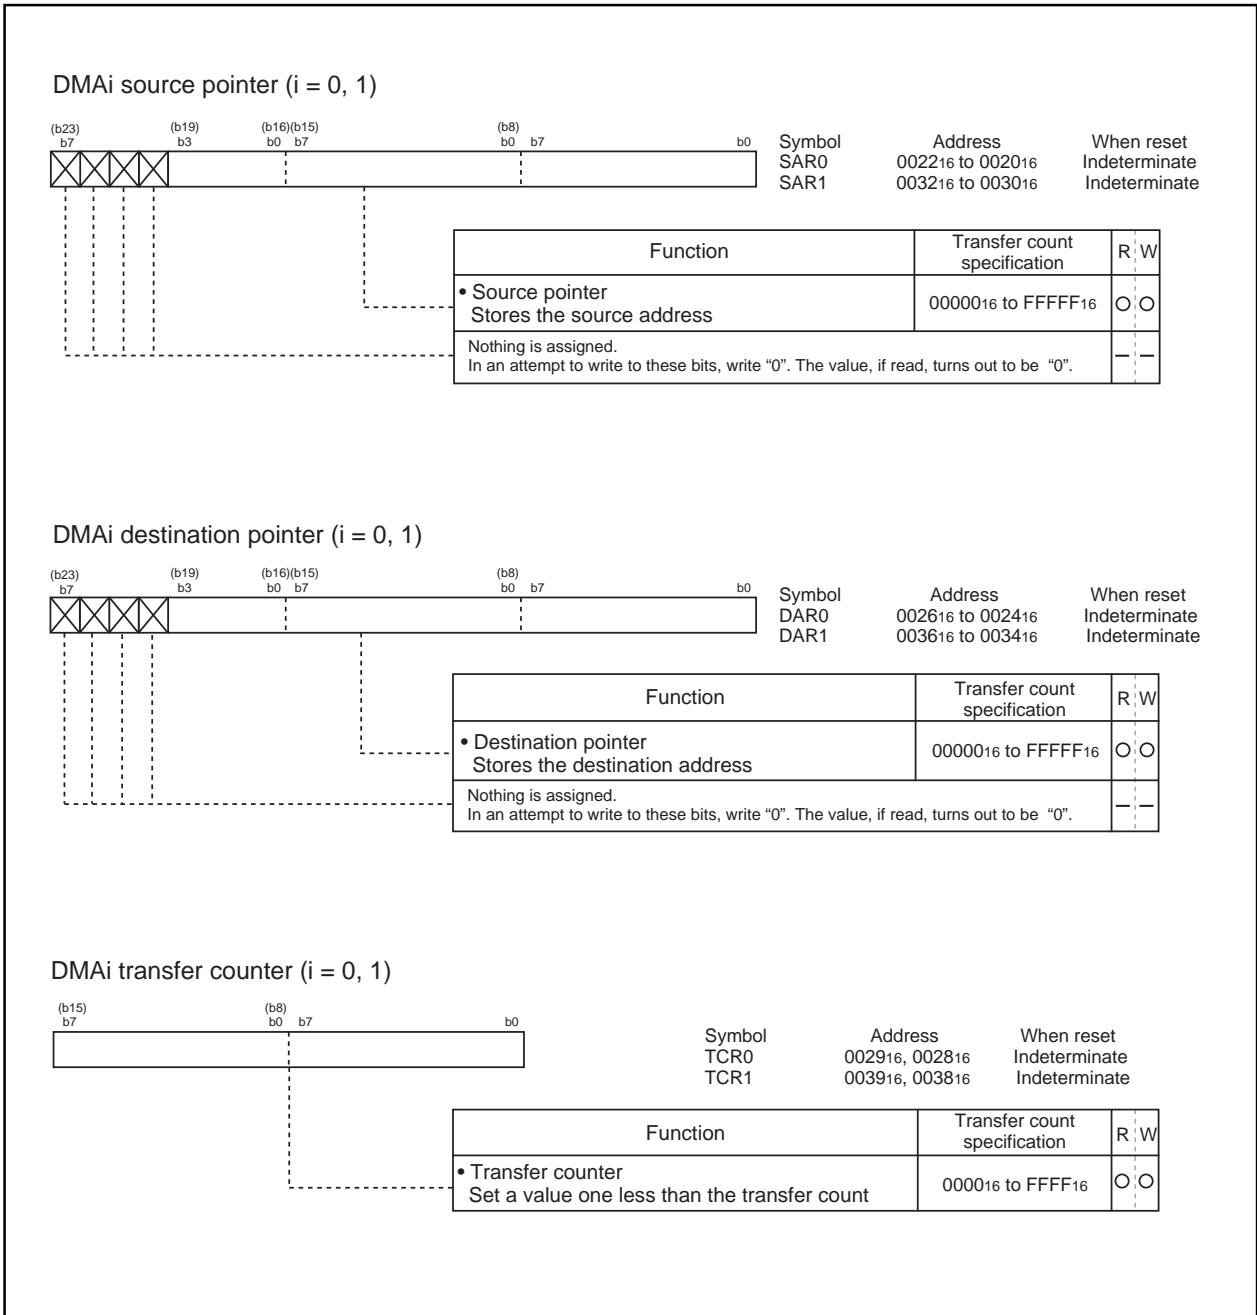 DMAi source pointer (i = 0, 1)
(b23) (b19) (b16)(b15) (b8)
b7 b3 b0 b7 b0 b7 b0
Symbol Address When reset
SAR0 002216 to 002016 Indeterminate
SAR1 003216 to 003016 Indeterminate
Function Transfer count specification R W
• Source pointer
Stores the source address 0000016 to FFFFF16
Nothing is assigned.
In an attempt to write to these bits, write “0”. The value, if read, turns out to be “0”.
DMAi destination pointer (i = 0, 1)
(b23) (b19) (b16)(b15) (b8)
b7 b3 b0 b7 b0 b7 b0
Symbol Address When reset
DAR0 002616 to 002416 Indeterminate
DAR1 003616 to 003416 Indeterminate
Function Transfer count specification R W
• Destination pointer
Stores the destination address 0000016 to FFFFF16
Nothing is assigned.
In an attempt to write to these bits, write “0”. The value, if read, turns out to be “0”.
DMAi transfer counter (i = 0, 1)
(b15) (b8)
b7 b0 b7 b0
Symbol Address When reset
TCR0 002916, 002816 Indeterminate
TCR1 003916, 003816 Indeterminate
Function Transfer count specification R W
• Transfer counter
Set a value one less than the transfer count 000016 to FFFF16